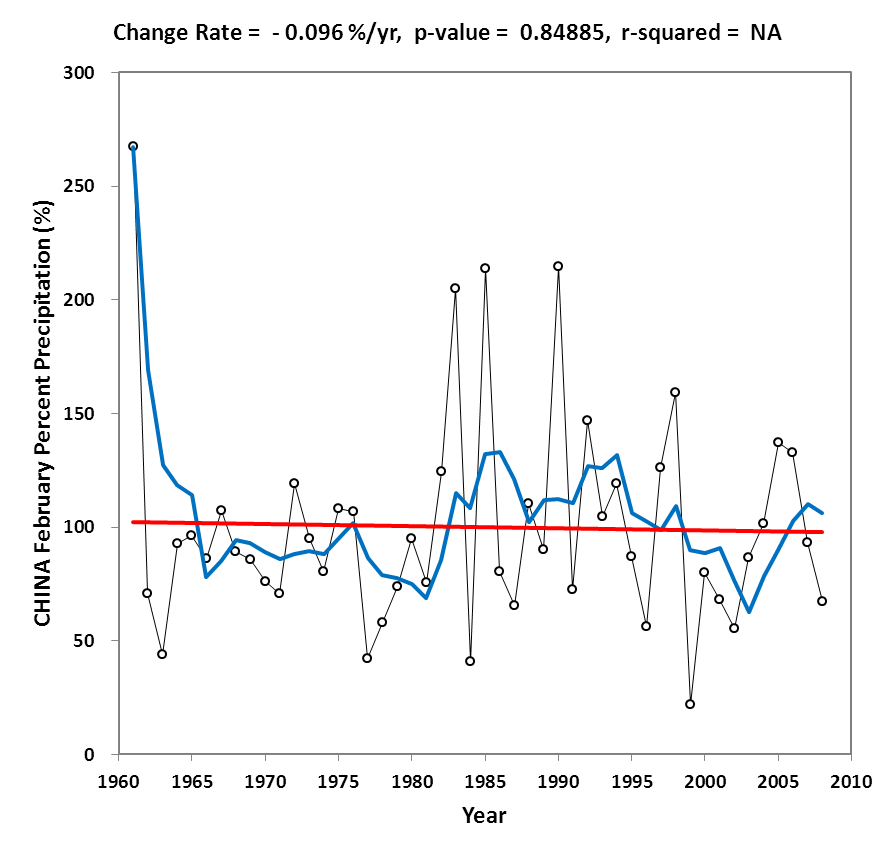 Change Rate = - 0.096 %/yr, p-value = 0.84885, r-squared = NA
300
250
200
150
100
50
0
CHINA February Percent Precipitation (%)
1960 1965 1970 1975 1980 1985 1990 1995 2000 2005 2010
Year